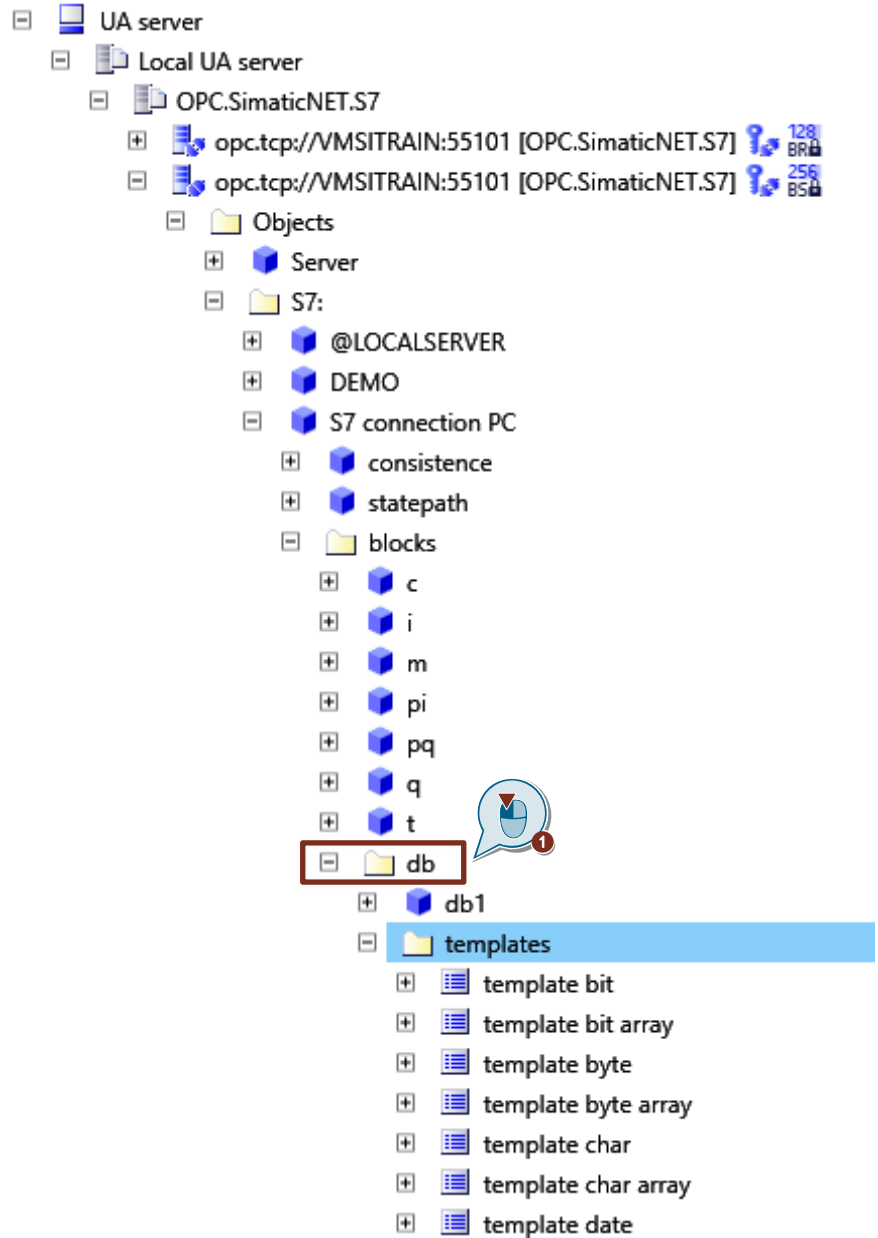 UA server
Local UA server
OPC.SimaticNET.S7
opc.tcp://VMSITRAIN:55101 [OPC.SimaticNET.S7] 128 BR
opc.tcp://VMSITRAIN:55101 [OPC.SimaticNET.S7] 256 BS
Objects
Server
S7:
@LOCALSERVER
DEMO
S7 connection PC
consistence
statepath
blocks
c
i
m
pi
pq
q
t
db 1
db1
templates
template bit
template bit array
template byte
template byte array
template char
template char array
template date